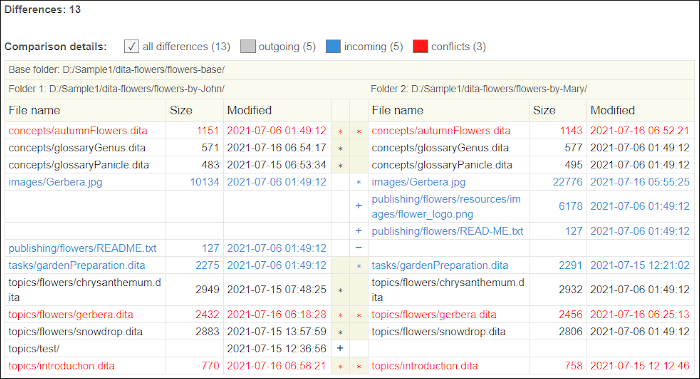 Differences: 13
Comparison details: ✓ all differences (13) outgoing (5) incoming (5) conflicts (3)
Base folder: D:/Sample1/dita-flowers/flowers-base/
Folder 1: D:/Sample1/dita-flowers/flowers-by-John/ Folder 2: D:/Sample1/dita-flowers/flowers-by-Mary/
File name Size Modified File name Size Modified
concepts/autumnFlowers.dita 1151 2021-07-06 01:49:12 * * concepts/autumnFlowers.dita 1143 2021-07-16 06:52:21
concepts/glossaryGenus.dita 571 2021-07-16 06:54:17 * concepts/glossaryGenus.dita 577 2021-07-06 01:49:12
concepts/glossaryPanicle.dita 483 2021-07-15 06:53:34 * concepts/glossaryPanicle.dita 495 2021-07-06 01:49:12
images/Gerbera.jpg 10134 2021-07-06 01:49:12 * images/Gerbera.jpg 22776 2021-07-16 05:55:25
+ publishing/flowers/resources/im
ages/flower_logo.png 6178 2021-07-06 01:49:12
+ publishing/flowers/READ-ME.txt 127 2021-07-06 01:49:12
publishing/flowers/README.txt 127 2021-07-06 01:49:12 −
tasks/gardenPreparation.dita 2275 2021-07-06 01:49:12 * tasks/gardenPreparation.dita 2291 2021-07-15 12:21:02
topics/flowers/chrysanthemum.d
ita 2949 2021-07-15 07:48:25 * topics/flowers/chrysanthemum.d
ita 2932 2021-07-06 01:49:12
topics/flowers/gerbera.dita 2432 2021-07-16 06:18:28 * * topics/flowers/gerbera.dita 2456 2021-07-16 06:25:13
topics/flowers/snowdrop.dita 2883 2021-07-15 13:57:59 * topics/flowers/snowdrop.dita 2806 2021-07-06 01:49:12
topics/test/ 2021-07-15 12:36:56 +
topics/introduction.dita 770 2021-07-16 06:58:21 * * topics/introduction.dita 758 2021-07-15 12:12:46